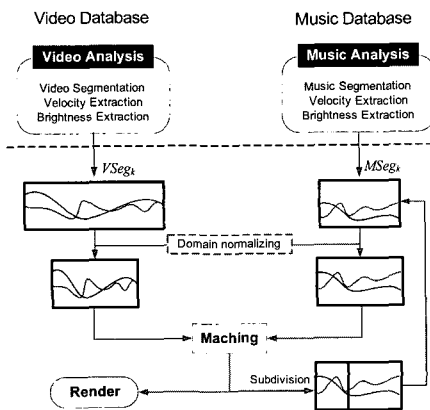 Video Database
Music Database
Video Analysis
Music Analysis
Video Segmentation
Velocity Extraction
Brightness Extraction
Music Segmentation
Velocity Extraction
Brightness Extraction
VSegk
MSegk
Domain normalizing
Maching
Subdivision
Render